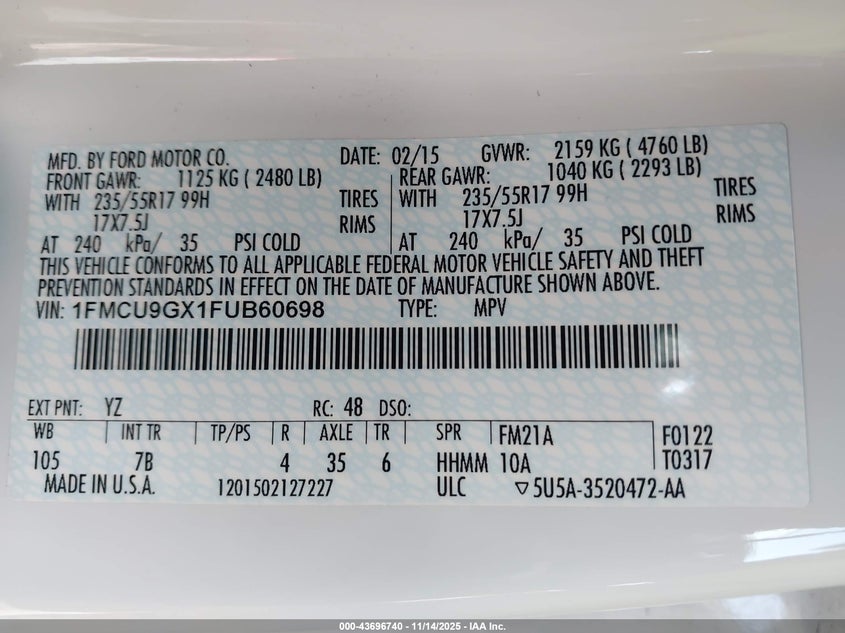 MFD. BY FORD MOTOR CO. DATE: 02/15 GVWR: 2159 KG ( 4760 LB)
FRONT GAWR: 1125 KG ( 2480 LB) REAR GAWR: 1040 KG ( 2293 LB)
WITH 235/55R17 99H TIRES WITH 235/55R17 99H TIRES
17X7.5J RIMS 17X7.5J RIMS
AT 240 kPa/ 35 PSI COLD AT 240 kPa/ 35 PSI COLD
THIS VEHICLE CONFORMS TO ALL APPLICABLE FEDERAL MOTOR VEHICLE SAFETY AND THEFT
PREVENTION STANDARDS IN EFFECT ON THE DATE OF MANUFACTURE SHOWN ABOVE.
VIN: 1FMCU9GX1FUB60698 TYPE: MPV
EXT PNT: YZ RC: 48 DSO:
WB INT TR TP/PS R AXLE TR SPR FM21A F0122
105 7B 4 35 6 HHMM 10A T0317
MADE IN U.S.A. 1201502127227 ULC ▽5U5A-3520472-AA
000-43696740 - 11/14/2025 - IAA Inc.